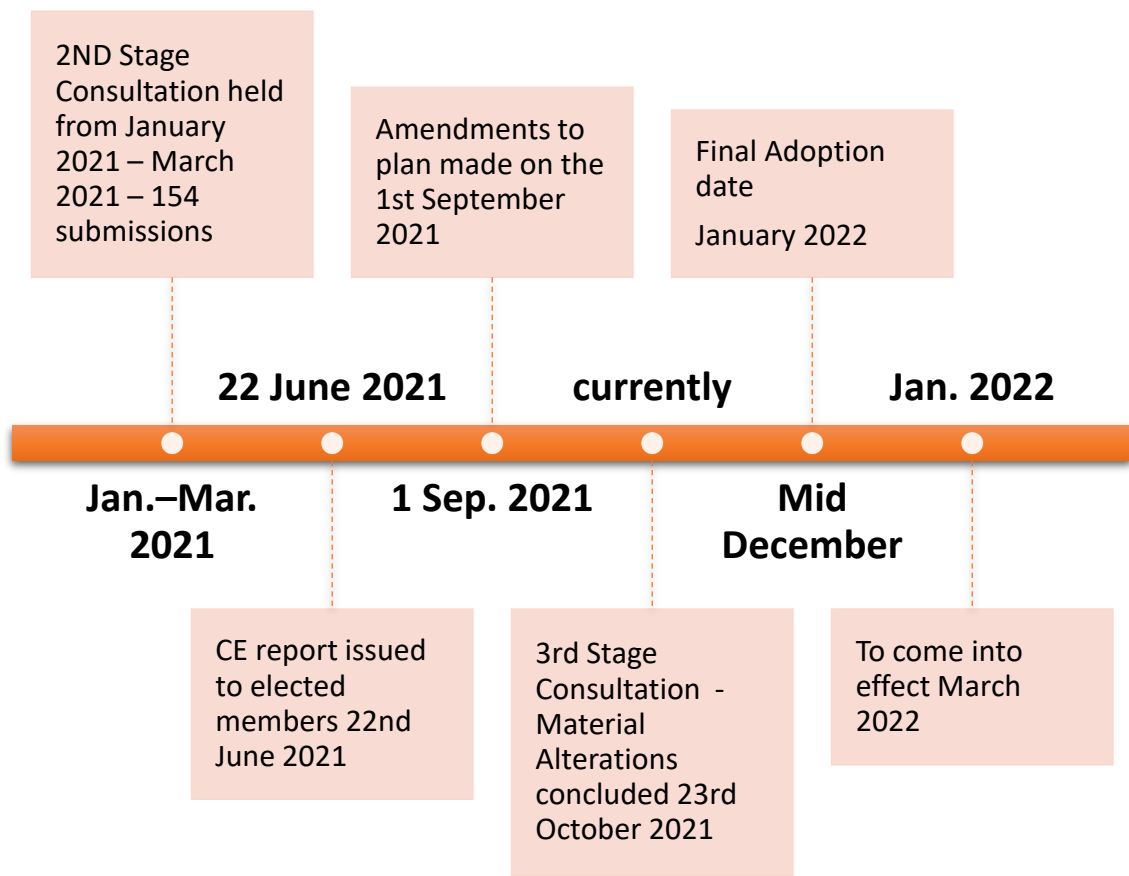 2ND Stage
Consultation held
from January
2021 – March
2021 – 154
submissions
Amendments to
plan made on the
1st September
2021
Final Adoption
date
January 2022
22 June 2021
currently
Jan. 2022
Jan.–Mar.
2021
1 Sep. 2021
Mid
December
CE report issued
to elected
members 22nd
June 2021
3rd Stage
Consultation -
Material
Alterations
concluded 23rd
October 2021
To come into
effect March
2022